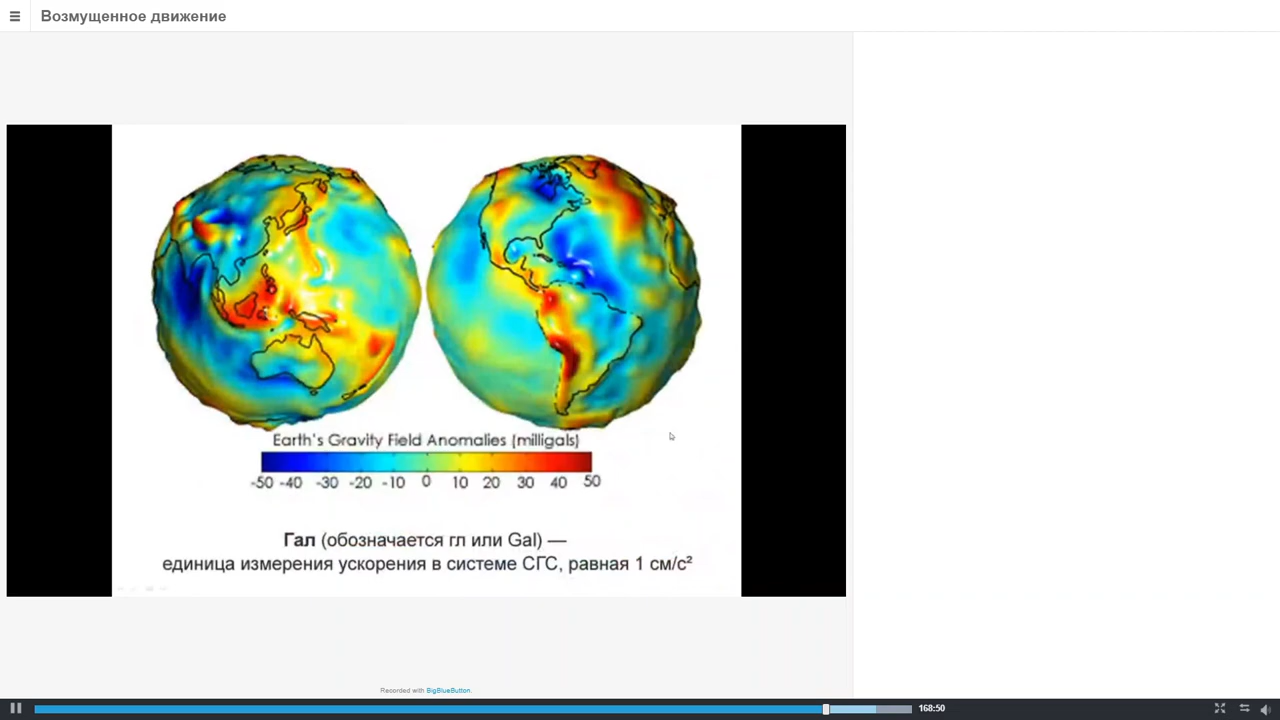 Возмущенное движение
Earth's Gravity Field Anomalies (milligals)
-50 -40 -30 -20 -10 0 10 20 30 40 50
Гал (обозначается гл или Gal) —
единица измерения ускорения в системе СГС, равная 1 см/с²
Recorded with BigBlueButton.
168:50